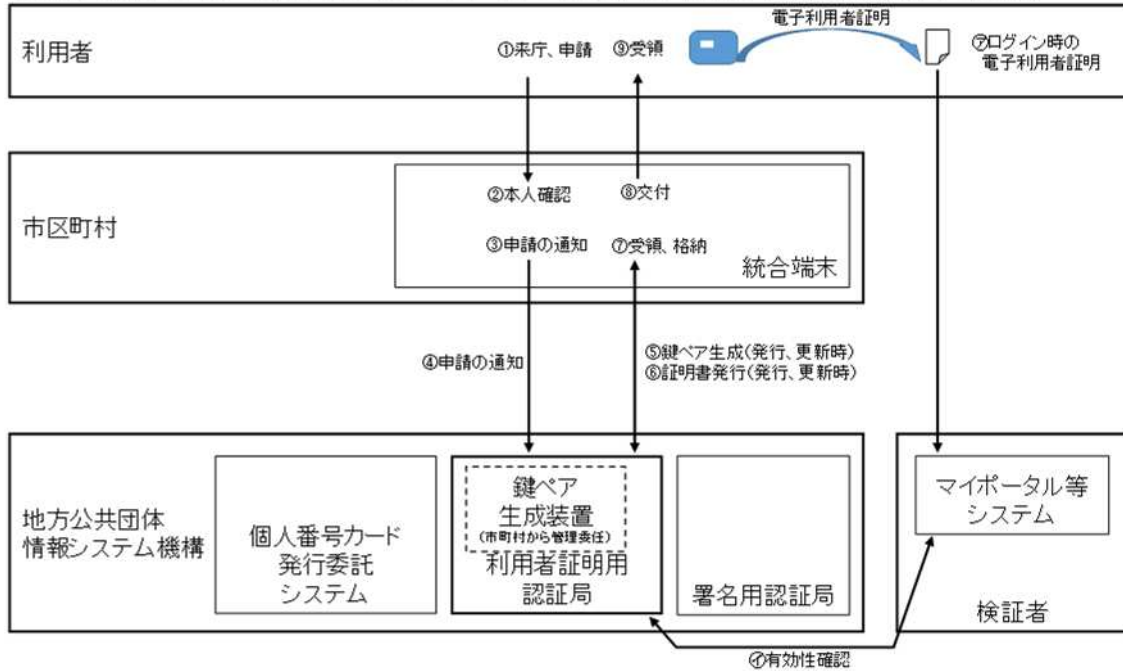 電子利用者証明
利用者
①来庁、申請
⑨受領
㋐ログイン時の
電子利用者証明
②本人確認
⑧交付
市区町村
③申請の通知
⑦受領、格納
統合端末
④申請の通知
⑤鍵ペア生成(発行、更新時)
⑥証明書発行(発行、更新時)
地方公共団体
情報システム機構
個人番号カード
発行委託
システム
鍵ペア
生成装置
(市町村から管理委任)
利用者証明用
認証局
署名用認証局
マイポータル等
システム
検証者
㋑有効性確認